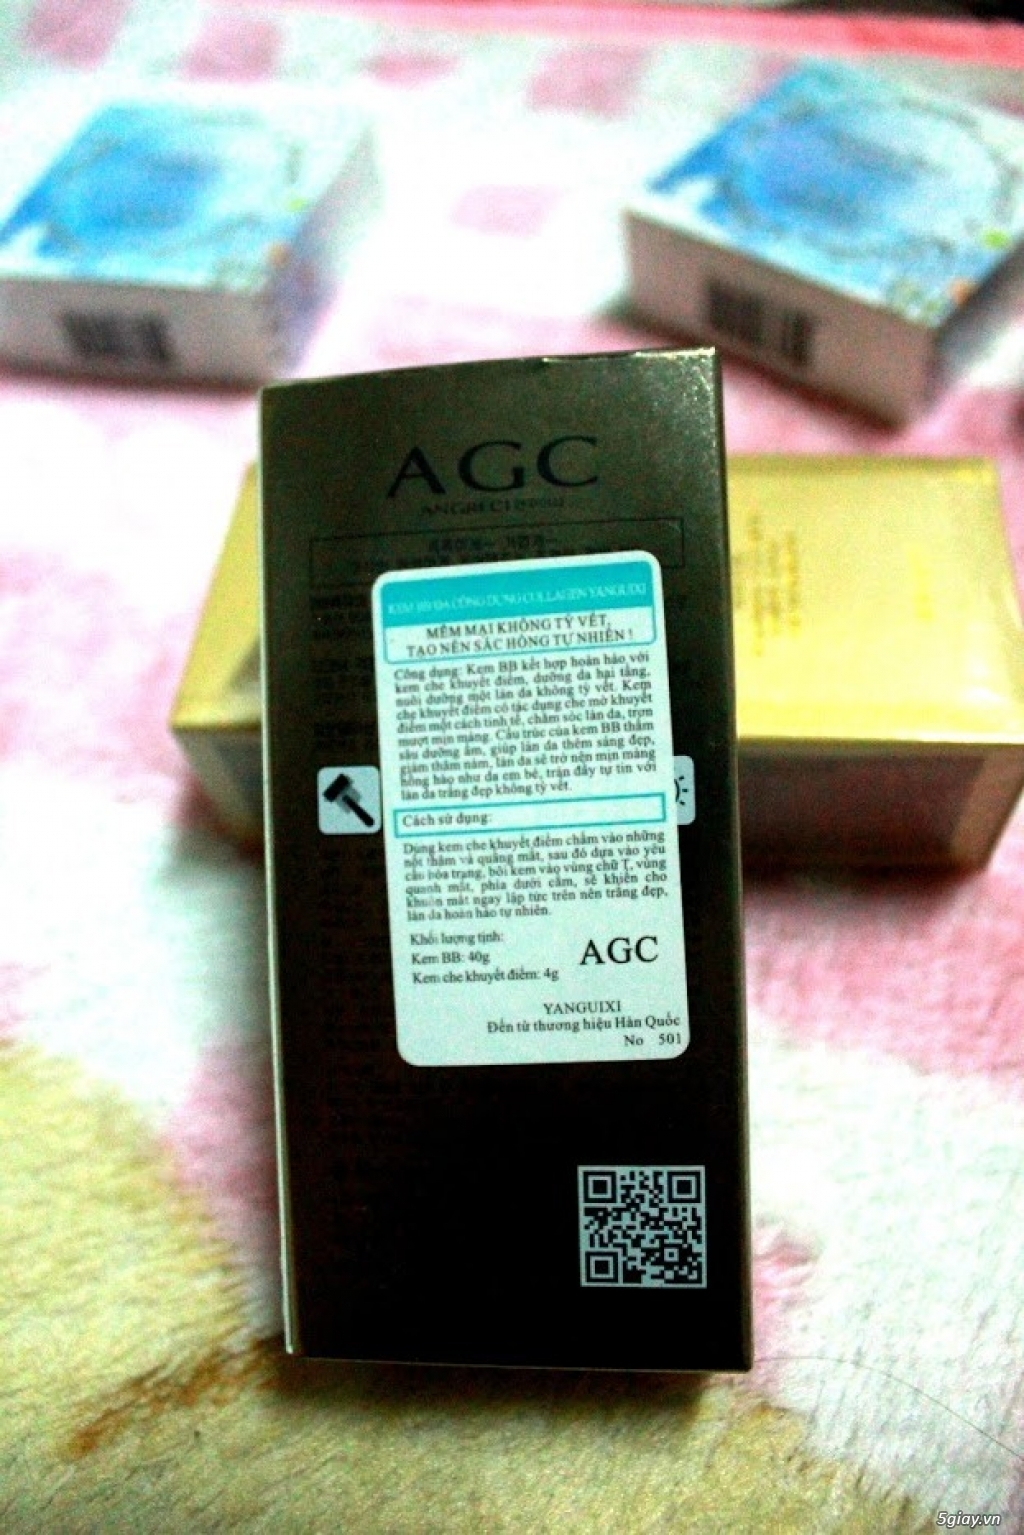 AGC
KEM BB ĐA CÔNG DỤNG COLLAGEN YANGUIXI
MỀM MẠI KHÔNG TỲ VẾT,
TẠO NÊN SẮC HỒNG TỰ NHIÊN !
Công dụng: Kem BB kết hợp hoàn hảo với
kem che khuyết điểm, dưỡng da hai tầng,
nuôi dưỡng một làn da không tỳ vết. Kem
che khuyết điểm có tác dụng che mờ khuyết
điểm một cách tinh tế, chăm sóc làn da, trơn
mượt mịn màng. Cấu trúc của kem BB thấm
sâu dưỡng ẩm, giúp làn da thêm sáng đẹp,
giảm thâm nám, làn da sẽ trở nên mịn màng
hồng hào như da em bé, tràn đầy tự tin với
làn da trắng đẹp không tỳ vết.
Cách sử dụng:
Dùng kem che khuyết điểm chấm vào những
nốt thâm và quầng mắt, sau đó dựa vào yêu
cầu hóa trang, bôi kem vào vùng chữ T, vùng
quanh mắt, phía dưới cằm, sẽ khiến cho
khuôn mặt ngay lập tức trên nên trắng đẹp,
làn da hoàn hảo tự nhiên.
Khối lượng tịnh:
Kem BB: 40g
Kem che khuyết điểm: 4g
AGC
YANGUIXI
Đến từ thương hiệu Hàn Quốc
No 501
5giay.vn